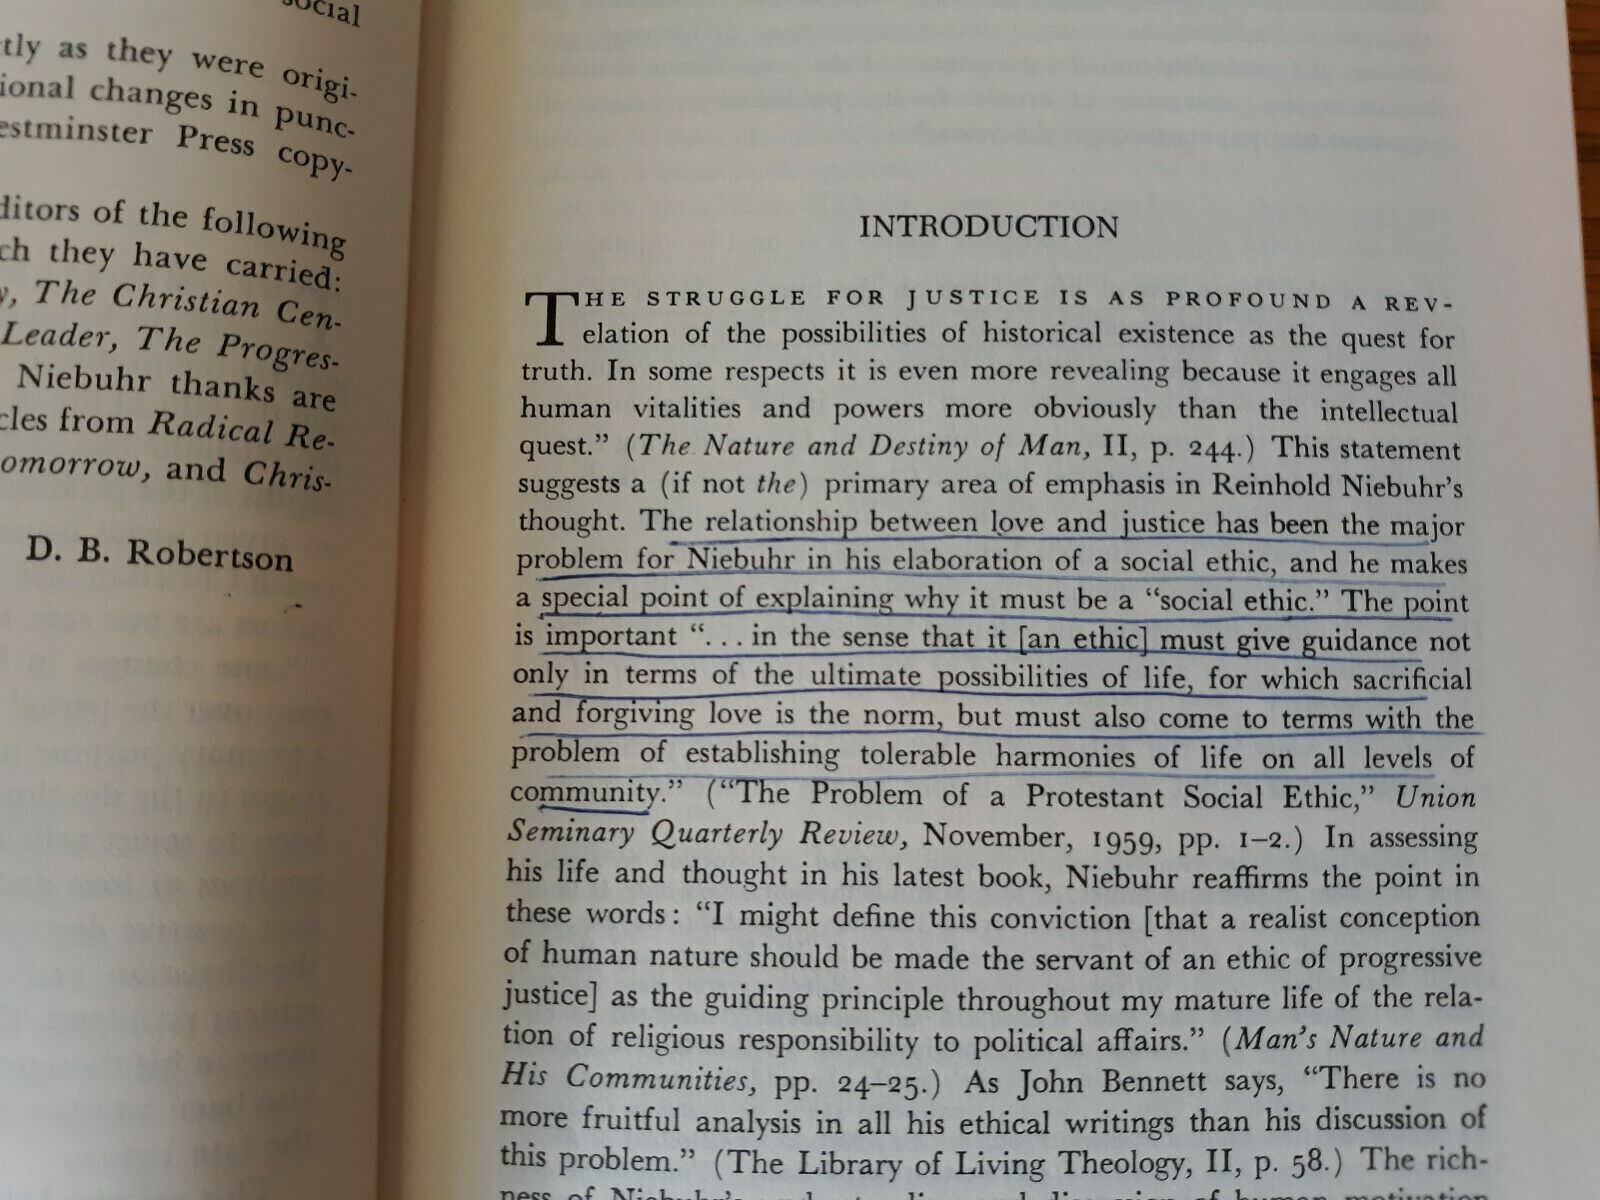 social
tly as they were origi-
ional changes in punc-
estminster Press copy-
ditors of the following
ch they have carried:
y, The Christian Cen-
Leader, The Progres-
Niebuhr thanks are
cles from Radical Re-
omorrow, and Chris-
D. B. Robertson
INTRODUCTION
THE STRUGGLE FOR JUSTICE IS AS PROFOUND A REV-
elation of the possibilities of historical existence as the quest for
truth. In some respects it is even more revealing because it engages all
human vitalities and powers more obviously than the intellectual
quest.” (The Nature and Destiny of Man, II, p. 244.) This statement
suggests a (if not the) primary area of emphasis in Reinhold Niebuhr’s
thought. The relationship between love and justice has been the major
problem for Niebuhr in his elaboration of a social ethic, and he makes
a special point of explaining why it must be a “social ethic.” The point
is important “. . . in the sense that it [an ethic] must give guidance not
only in terms of the ultimate possibilities of life, for which sacrificial
and forgiving love is the norm, but must also come to terms with the
problem of establishing tolerable harmonies of life on all levels of
community.” (“The Problem of a Protestant Social Ethic,” Union
Seminary Quarterly Review, November, 1959, pp. 1–2.) In assessing
his life and thought in his latest book, Niebuhr reaffirms the point in
these words: “I might define this conviction [that a realist conception
of human nature should be made the servant of an ethic of progressive
justice] as the guiding principle throughout my mature life of the rela-
tion of religious responsibility to political affairs.” (Man’s Nature and
His Communities, pp. 24–25.) As John Bennett says, “There is no
more fruitful analysis in all his ethical writings than his discussion of
this problem.” (The Library of Living Theology, II, p. 58.) The rich-
ness of Niebuhr’s and discussion of human motivation